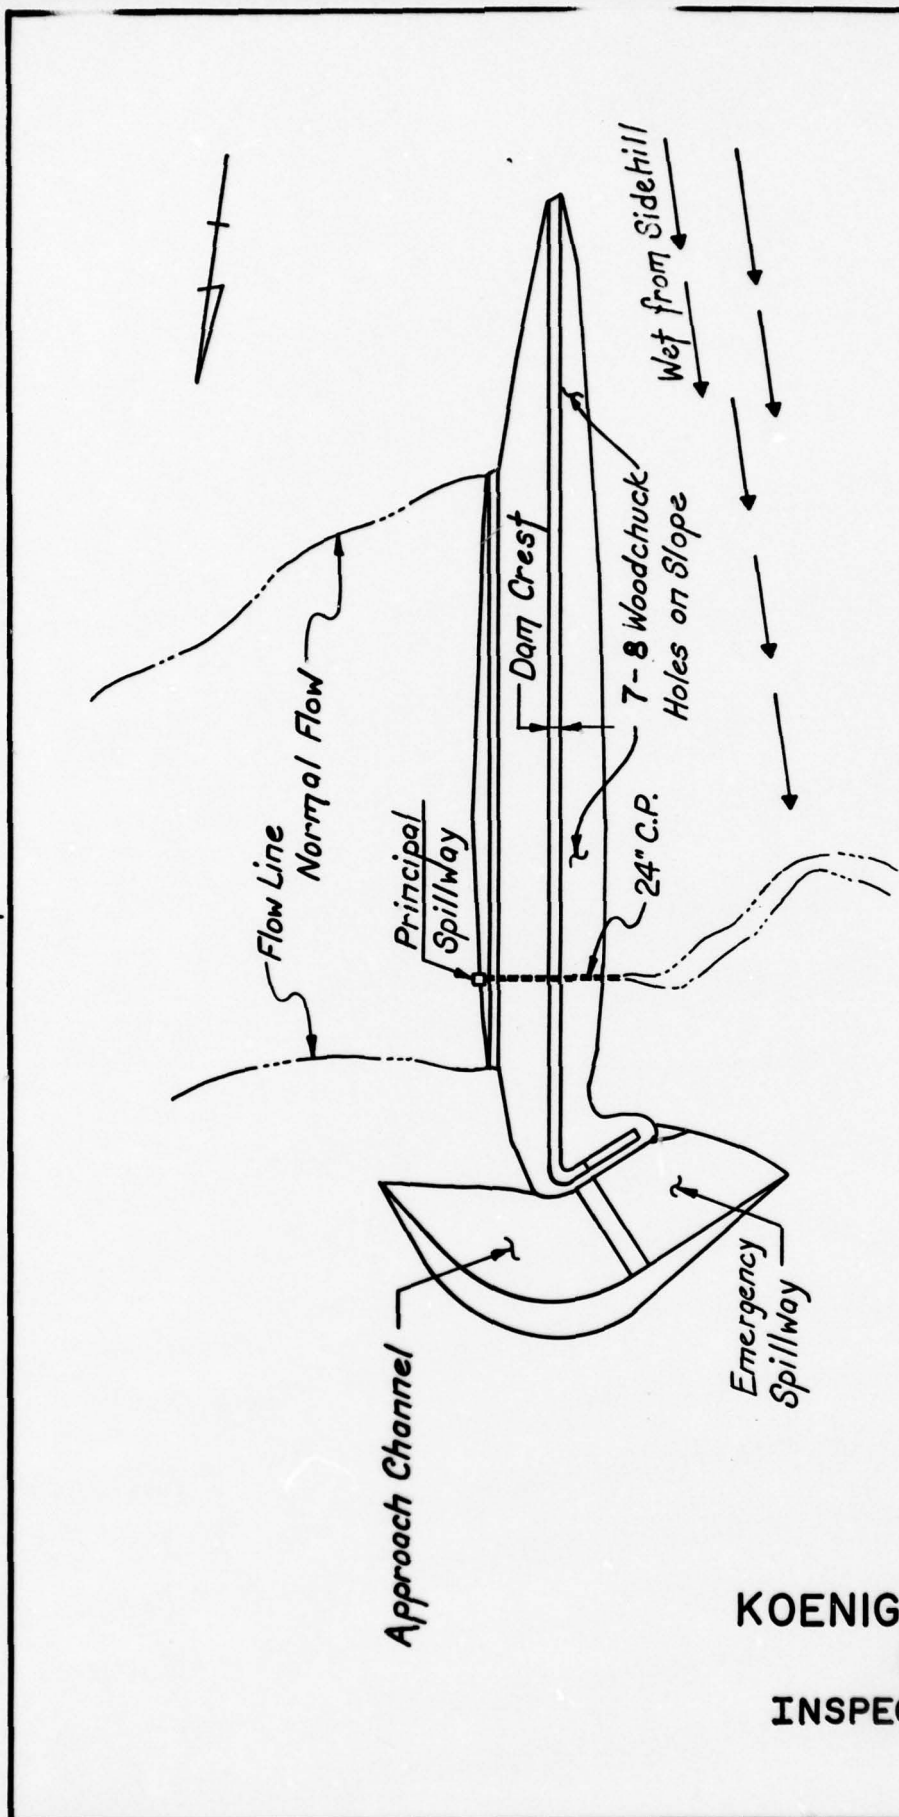 Wet from Sidehill
Dam Crest
7-8 Woodchuck
Holes on Slope
Flow Line
Normal Flow
Principal
Spillway
24" C.P.
Approach Channel
Emergency
Spillway
KOENIG
INSPE